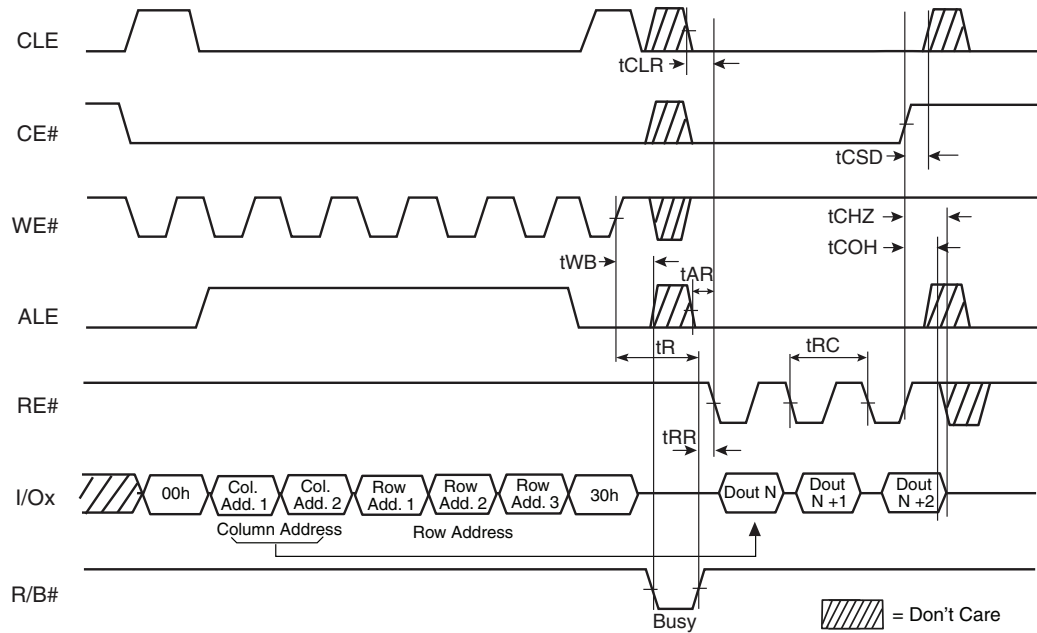 CLE
tCLR
CE#
tCSD
WE#
tCHZ
tCOH
tWB
tAR
ALE
tR
tRC
RE#
tRR
I/Ox
00h
Col.
Add. 1
Col.
Add. 2
Row
Add. 1
Row
Add. 2
Row
Add. 3
30h
Dout N
Dout
N +1
Dout
N +2
Column Address
Row Address
R/B#
Busy
= Don't Care